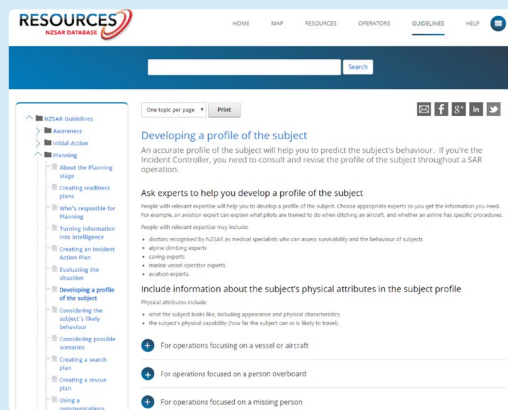 RESOURCES
NZSAR DATABASE
HOME MAP RESOURCES OPERATORS GUIDELINES HELP
Search
NZSAR Guidelines
Awareness
Initial Action
Planning
About the Planning
stage
Creating readiness
plans
Who's resposible for
Planning
Turning information
into intelligence
Creating an Incident
Action Plan
Evaluating the
situation
Developing a profile
of the subject
Considering the
subject's likely
behaviour
Considering possible
scenarios
Creating a search
plan
Creating a rescue
plan
Using a
communications
One topic per page Print
f g+ in
Developing a profile of the subject
An accurate profile of the subject will help you to predict the subject's behaviour. If you're the
Incident Controller, you need to consult and revise the profile of the subject throughout a SAR
operation.
Ask experts to help you develop a profile of the subject
People with relevant expertise will help you to develop a profile of the subject. Choose appropriate experts so you get the information you need.
For example, an aviation expert can explain what pilots are trained to do when ditching an aircraft, and whether an airline has specific procedures.
People with relevant expertise may include:
• doctors recognised by NZSAR as medical specialists who can assess survivability and the behaviour of subjects
• alpine climbing experts
• caving experts
• marine vessel operator experts
• aviation experts.
Include information about the subject's physical attributes in the subject profile
Physical attributes include:
• what the subject looks like, including appearance and physical characteristics
• the subject's physical capability (how far the subject can or is likely to travel).
For operations focusing on a vessel or aircraft
For operations focused on a person overboard
For operations focused on a missing person